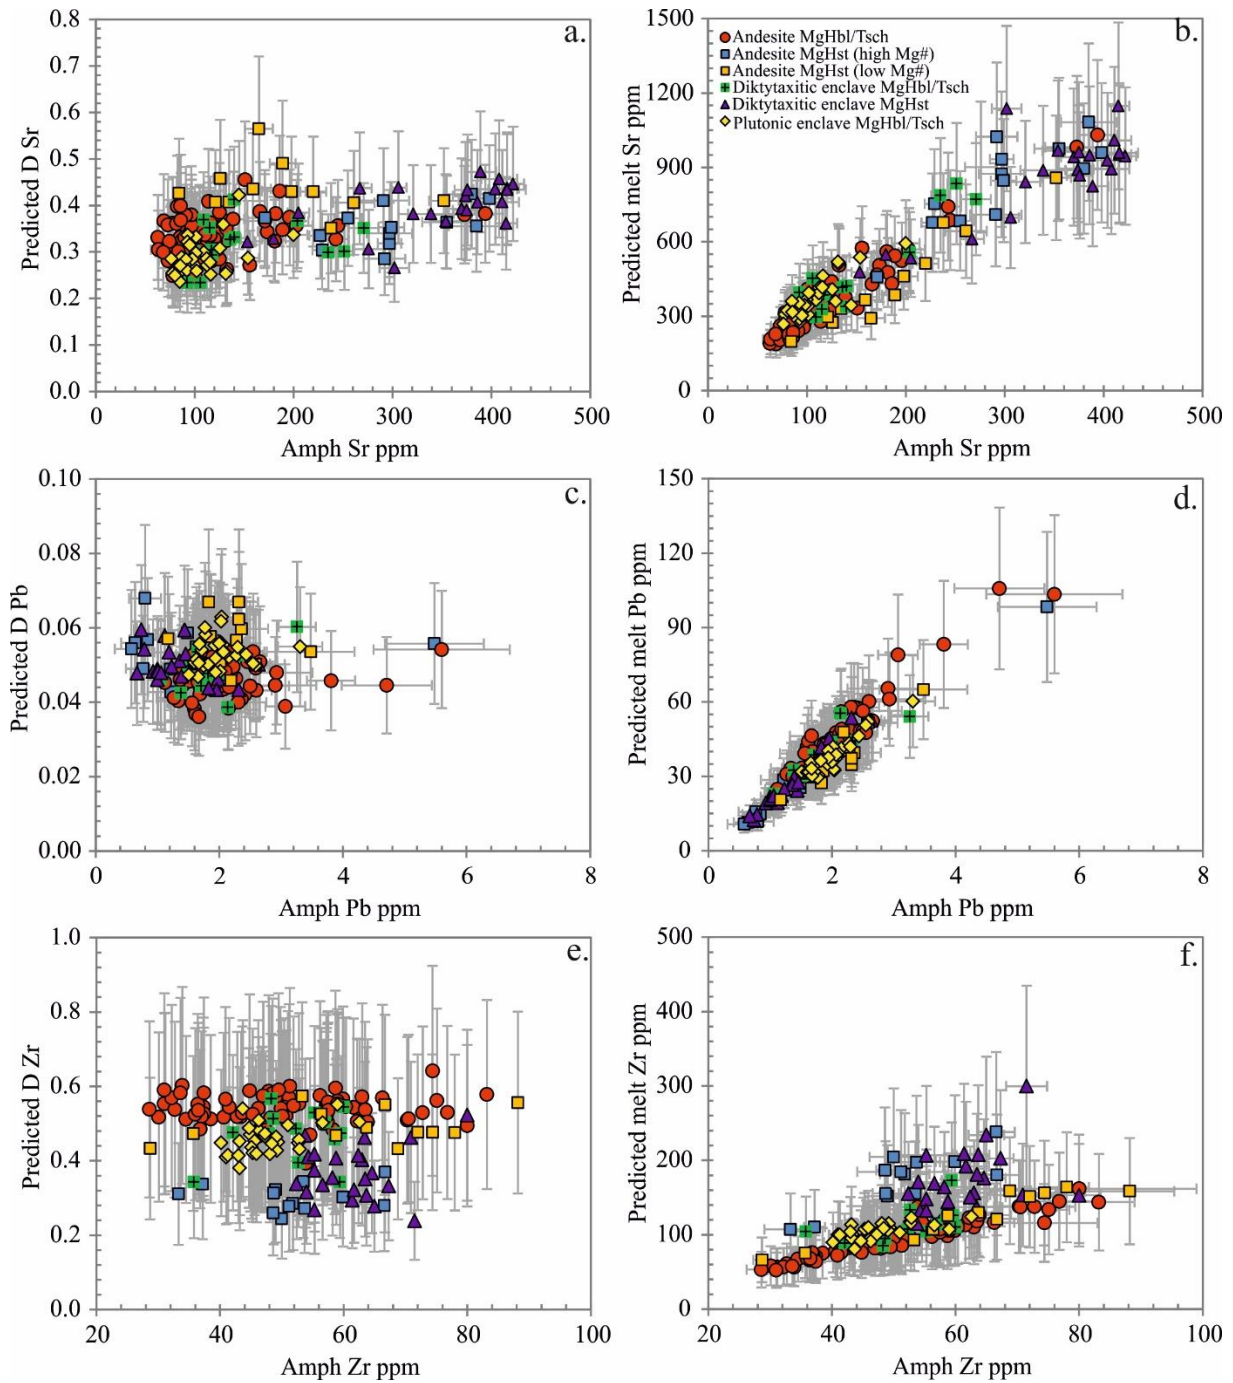 a.
0.8
0.7
0.6
0.5
0.4
0.3
0.2
0.1
0.0
Predicted D Sr
0 100 200 300 400 500
Amph Sr ppm
b.
1500
1200
900
600
300
0
Predicted melt Sr ppm
Andesite MgHbl/Tsch
Andesite MgHst (high Mg#)
Andesite MgHst (low Mg#)
Diktytaxitic enclave MgHbl/Tsch
Diktytaxitic enclave MgHst
Plutonic enclave MgHbl/Tsch
0 100 200 300 400 500
Amph Sr ppm
c.
0.10
0.08
0.06
0.04
0.02
0.00
Predicted D Pb
0 2 4 6 8
Amph Pb ppm
d.
150
120
90
60
30
0
Predicted melt Pb ppm
0 2 4 6 8
Amph Pb ppm
e.
1.0
0.8
0.6
0.4
0.2
0.0
Predicted D Zr
20 40 60 80 100
Amph Zr ppm
f.
500
400
300
200
100
0
Predicted melt Zr ppm
20 40 60 80 100
Amph Zr ppm